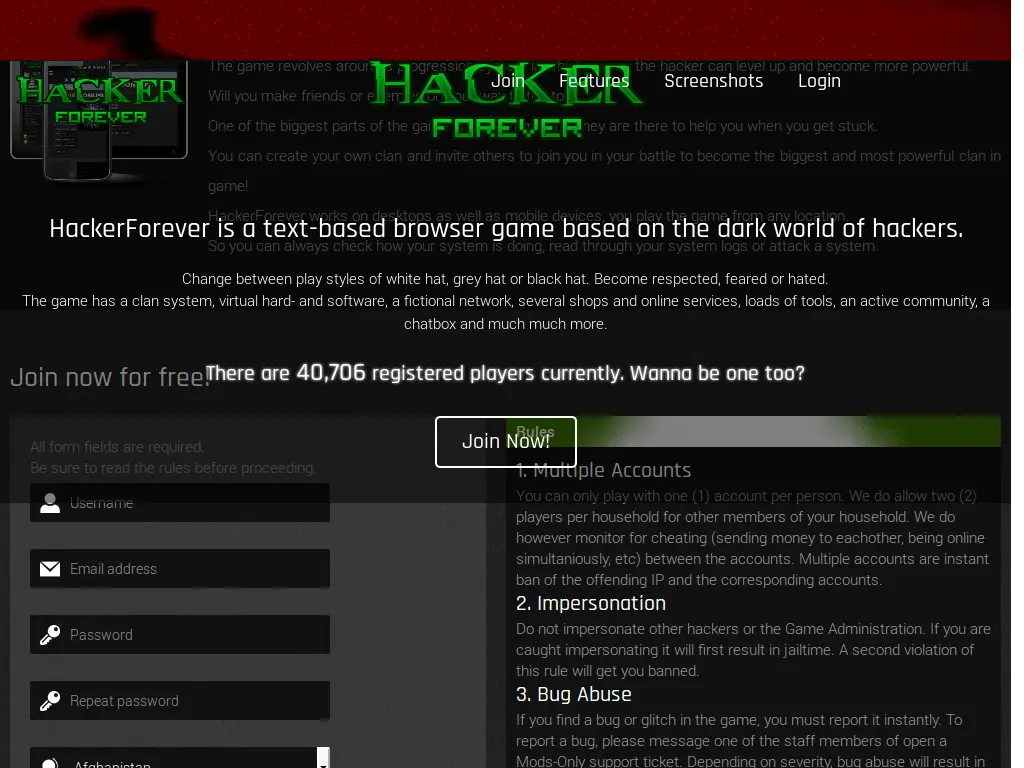 The game revolves around a progression the hacker can level up and become more powerful.
HACKER
FOREVER
HACKER
FOREVER
Join Features Screenshots Login
Will you make friends or enemies
One of the biggest parts of the game they are there to help you when you get stuck.
You can create your own clan and invite others to join you in your battle to become the biggest and most powerful clan in
game!
HackerForever works on desktops as well as mobile devices, you play the game from any location.
HackerForever is a text-based browser game based on the dark world of hackers.
So you can always check how your system is doing, read through your system logs or attack a system.
Change between play styles of white hat, grey hat or black hat. Become respected, feared or hated.
The game has a clan system, virtual hard- and software, a fictional network, several shops and online services, loads of tools, an active community, a
chatbox and much much more.
Join now for free!
There are 40,706 registered players currently. Wanna be one too?
Join Now!
All form fields are required.
Be sure to read the rules before proceeding.
Username
Email address
Password
Repeat password
Afghanistan
Rules
1. Multiple Accounts
You can only play with one (1) account per person. We do allow two (2)
players per household for other members of your household. We do
however monitor for cheating (sending money to eachother, being online
simultaniously, etc) between the accounts. Multiple accounts are instant
ban of the offending IP and the corresponding accounts.
2. Impersonation
Do not impersonate other hackers or the Game Administration. If you are
caught impersonating it will first result in jailtime. A second violation of
this rule will get you banned.
3. Bug Abuse
If you find a bug or glitch in the game, you must report it instantly. To
report a bug, please message one of the staff members of open a
Mods-Only support ticket. Depending on severity, bug abuse will result in